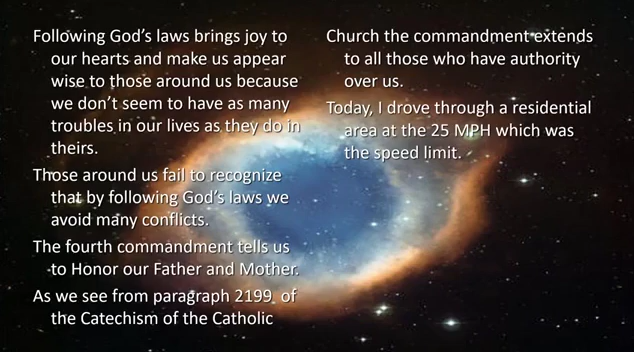 Following God’s laws brings joy to
our hearts and make us appear
wise to those around us because
we don’t seem to have as many
troubles in our lives as they do in
theirs.
Those around us fail to recognize
that by following God’s laws we
avoid many conflicts.
The fourth commandment tells us
to Honor our Father and Mother.
As we see from paragraph 2199 of
the Catechism of the Catholic
Church the commandment extends
to all those who have authority
over us.
Today, I drove through a residential
area at the 25 MPH which was
the speed limit.